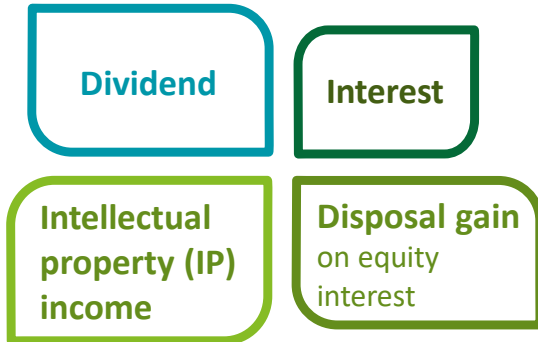 Dividend
Interest
Intellectual
property (IP)
income
Disposal gain
on equity
interest